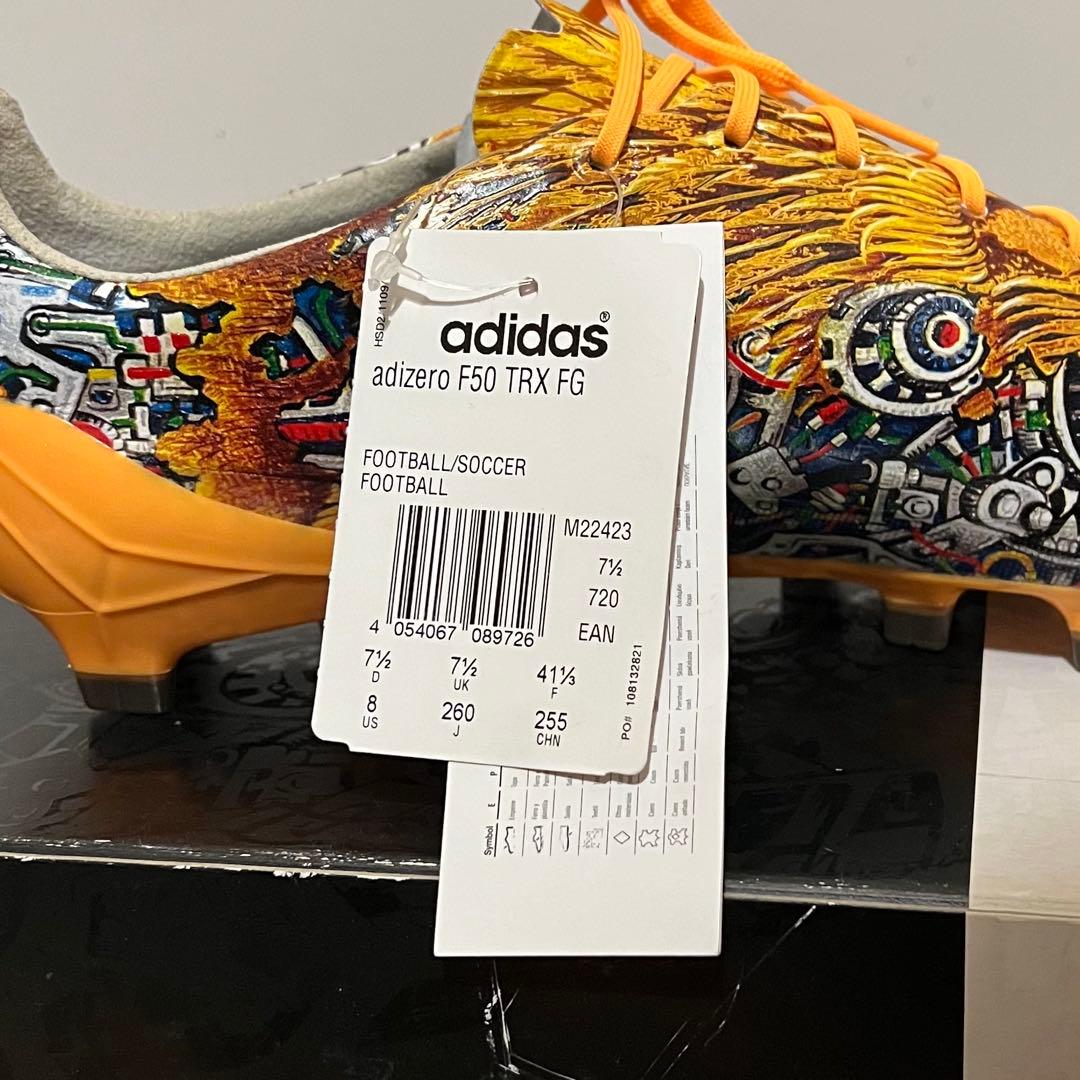 HSD2 1109
adidas®
adizero F50 TRX FG
FOOTBALL/SOCCER
FOOTBALL
M22423
7½
720
4 054067 089726 EAN
7½ 7½ 41⅓
D UK F
8 260 255
US J CHN
PO# 108132821
Symbol E P